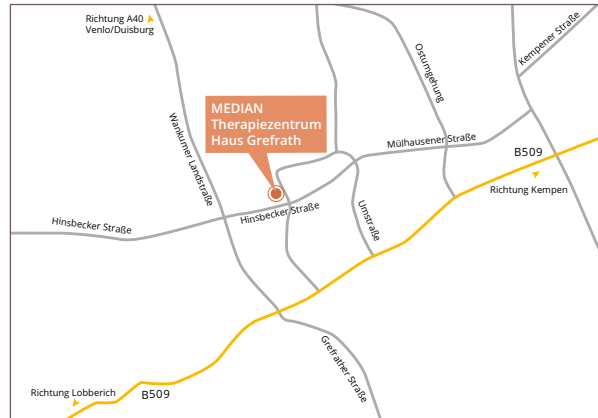 Richtung A40
Venlo/Duisburg
Kempener Straße
Ostumgehung
MEDIAN
Therapiezentrum
Haus Grefrath
Wankumer
Landstraße
Mülhausener Straße
B509
Richtung Kempen
Hinsbecker Straße
Hinsbecker Straße
Umstraße
Grefrather
Straße
Richtung Lobberich
B509